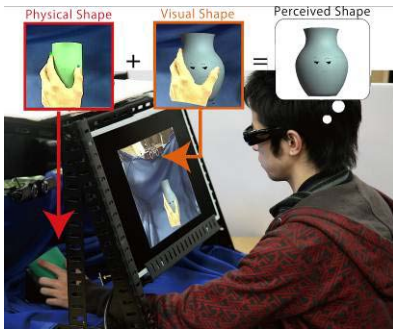 Physical Shape
+
Visual Shape
=
Perceived Shape